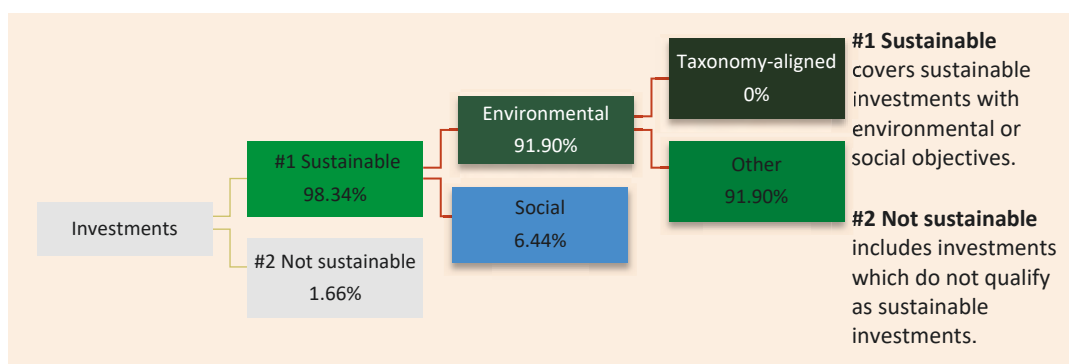 Investments
#1 Sustainable
98.34%
#2 Not sustainable
1.66%
Environmental
91.90%
Social
6.44%
Taxonomy-aligned
0%
Other
91.90%
#1 Sustainable
covers sustainable
investments with
environmental or
social objectives.
#2 Not sustainable
includes investments
which do not qualify
as sustainable
investments.